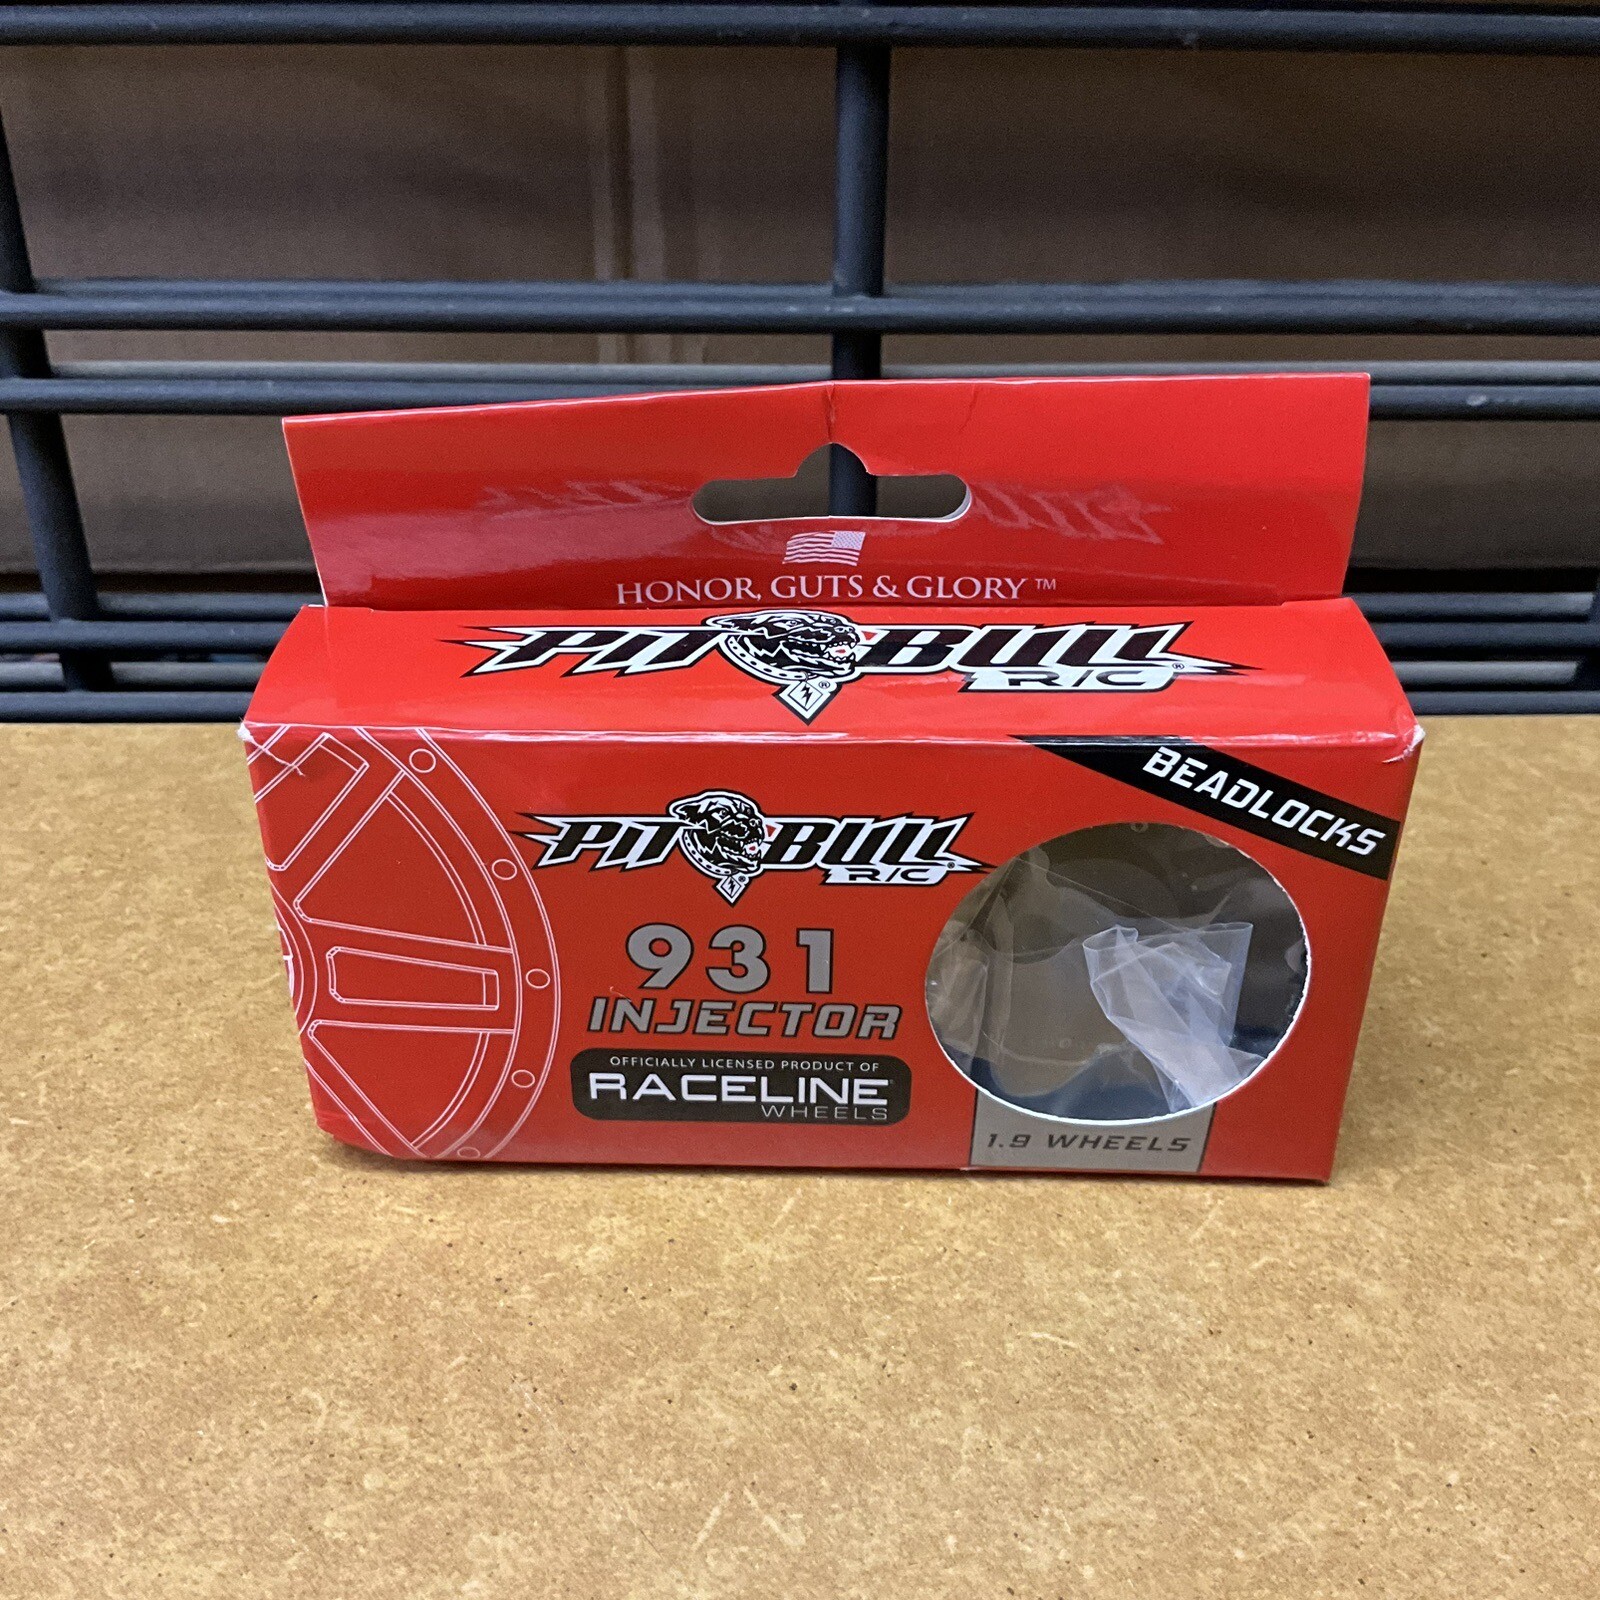 HONOR, GUTS & GLORY™
PIT BULL®
R/C
BEADLOCKS
PIT BULL®
R/C
931
INJECTOR
OFFICIALLY LICENSED PRODUCT OF
RACELINE
WHEELS
1.9 WHEELS